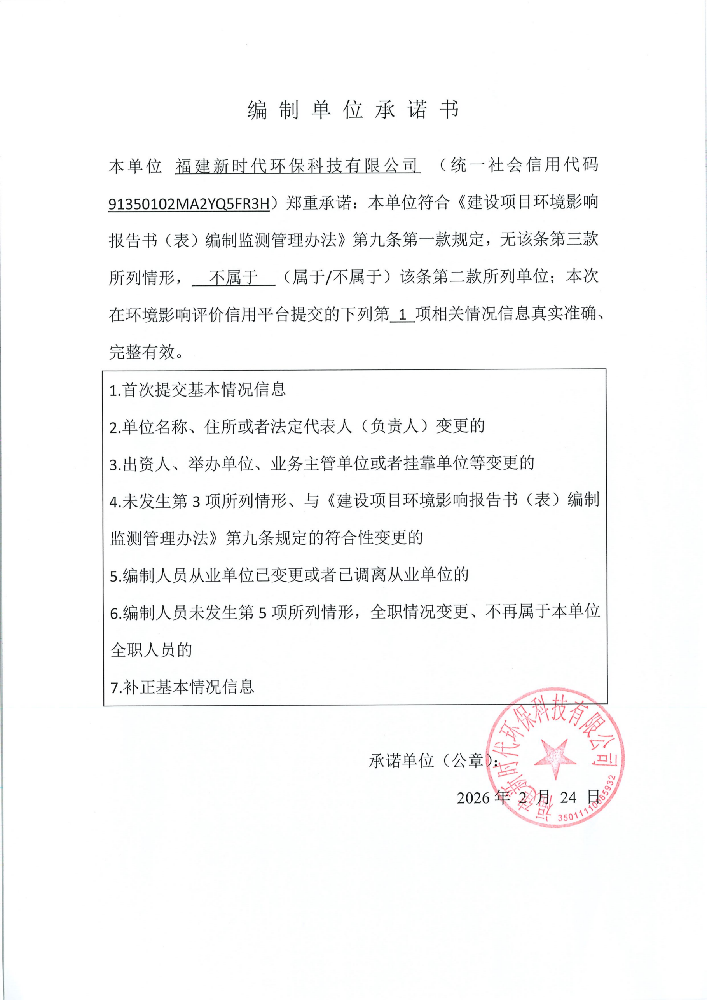 编制单位承诺书
本单位 福建新时代环保科技有限公司 （统一社会信用代码
91350102MA2YQ5FR3H）郑重承诺：本单位符合《建设项目环境影响
报告书（表）编制监测管理办法》第九条第一款规定，无该条第三款
所列情形， 不属于 （属于/不属于）该条第二款所列单位；本次
在环境影响评价信用平台提交的下列第 1 项相关情况信息真实准确、
完整有效。
1.首次提交基本情况信息
2.单位名称、住所或者法定代表人（负责人）变更的
3.出资人、举办单位、业务主管单位或者挂靠单位等变更的
4.未发生第 3 项所列情形、与《建设项目环境影响报告书（表）编制
监测管理办法》第九条规定的符合性变更的
5.编制人员从业单位已变更或者已调离从业单位的
6.编制人员未发生第 5 项所列情形，全职情况变更、不再属于本单位
全职人员的
7.补正基本情况信息
承诺单位（公章）：
2026 年 2 月 24 日
福建新时代环保科技有限公司
35011110085932